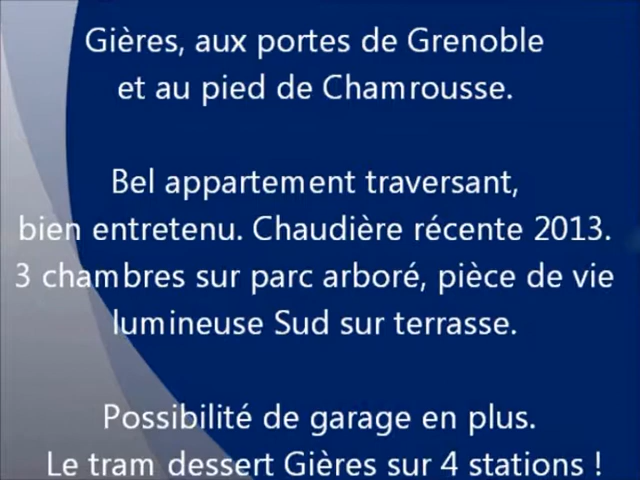 Gières, aux portes de Grenoble
et au pied de Chamrousse.
Bel appartement traversant,
bien entretenu. Chaudière récente 2013.
3 chambres sur parc arboré, pièce de vie
lumineuse Sud sur terrasse.
Possibilité de garage en plus.
Le tram dessert Gières sur 4 stations !